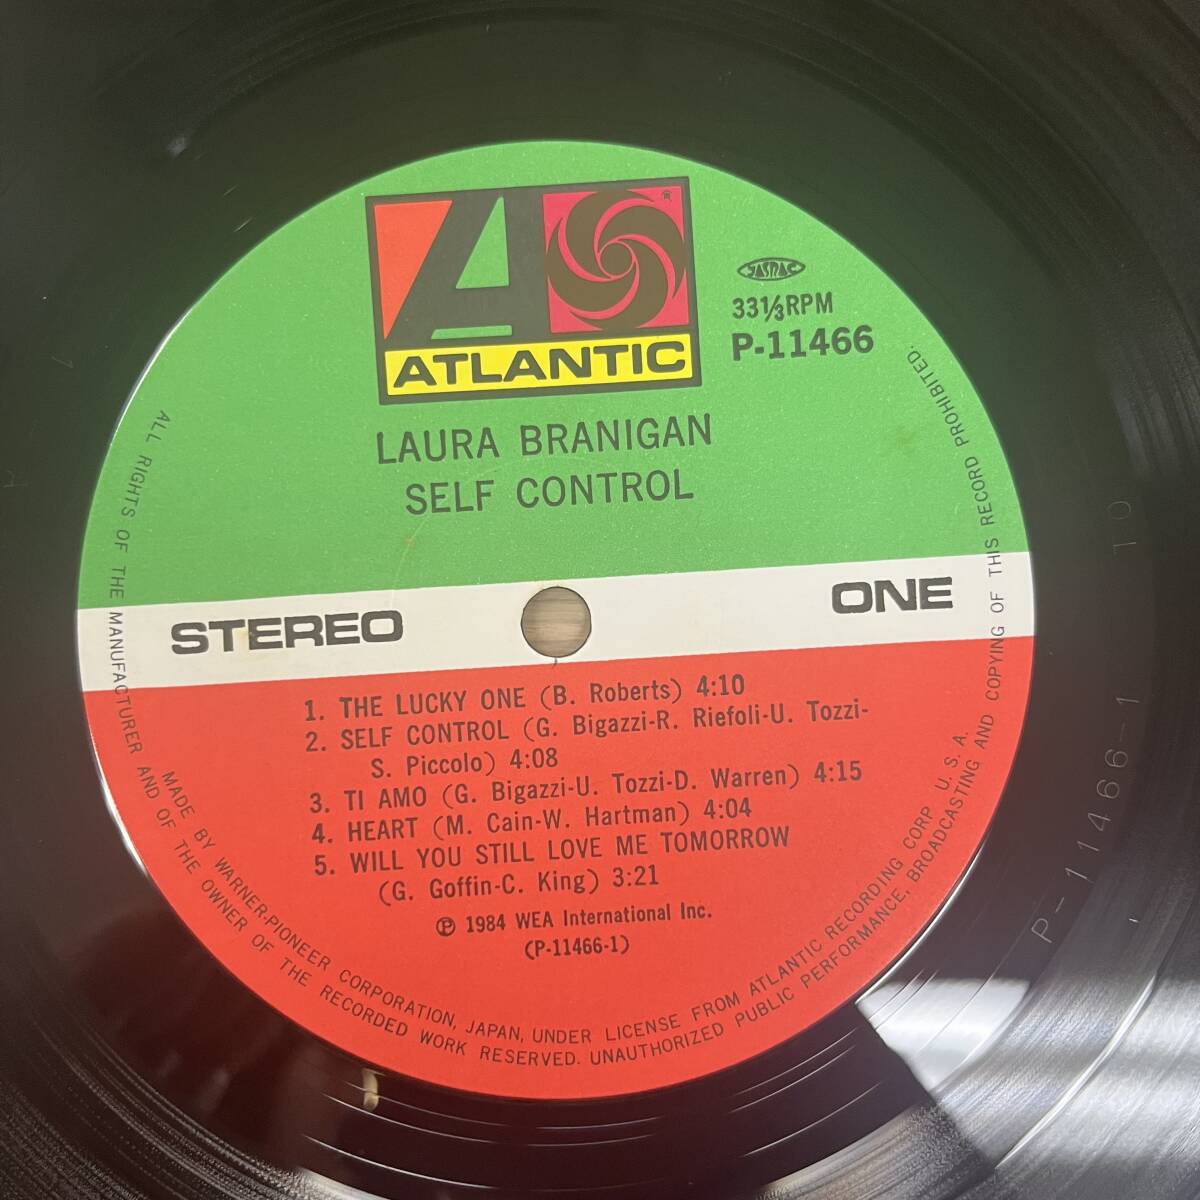 ATLANTIC
JASRAC
33⅓RPM
P-11466
LAURA BRANIGAN
SELF CONTROL
STEREO
ONE
1. THE LUCKY ONE (B. Roberts) 4:10
2. SELF CONTROL (G. Bigazzi-R. Riefoli-U. Tozzi-
S. Piccolo) 4:08
3. TI AMO (G. Bigazzi-U. Tozzi-D. Warren) 4:15
4. HEART (M. Cain-W. Hartman) 4:04
5. WILL YOU STILL LOVE ME TOMORROW
(G. Goffin-C. King) 3:21
Ⓟ 1984 WEA International Inc.
(P-11466-1)
MADE BY WARNER-PIONEER CORPORATION, JAPAN, UNDER LICENSE FROM ATLANTIC RECORDING CORP. U.S.A.
ALL RIGHTS OF THE MANUFACTURER AND OF THE OWNER OF THE RECORDED WORK RESERVED. UNAUTHORIZED PUBLIC PERFORMANCE, BROADCASTING AND COPYING OF THIS RECORD PROHIBITED.
P-11466-1 10